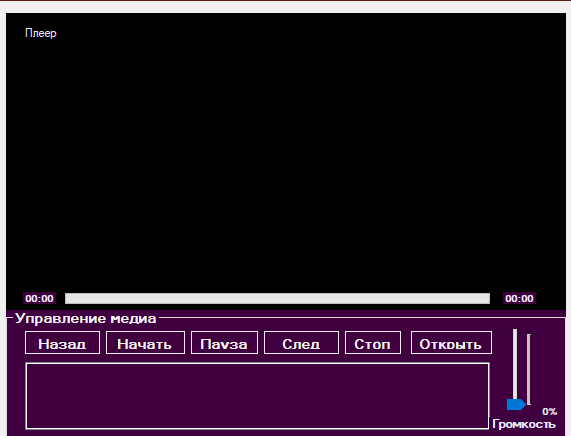 Плеер
00:00 00:00
Управление медиа
Назад Начать Пауза След Стоп Открыть
0%
Громкость